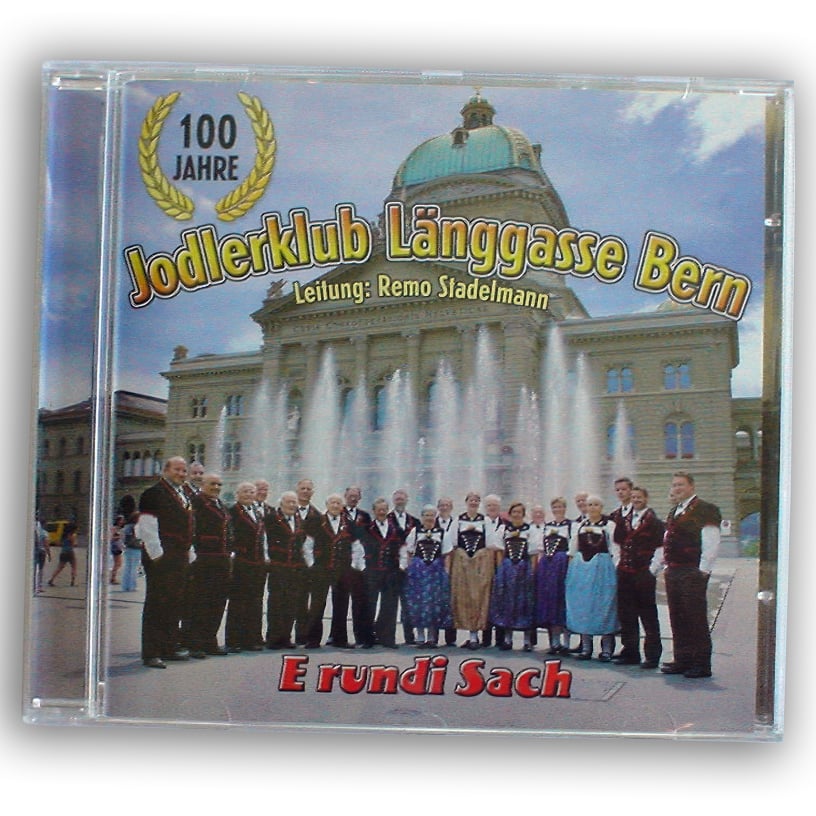 100
JAHRE
Jodlerklub Länggasse Bern
Leitung: Remo Stadelmann
E rundi Sach